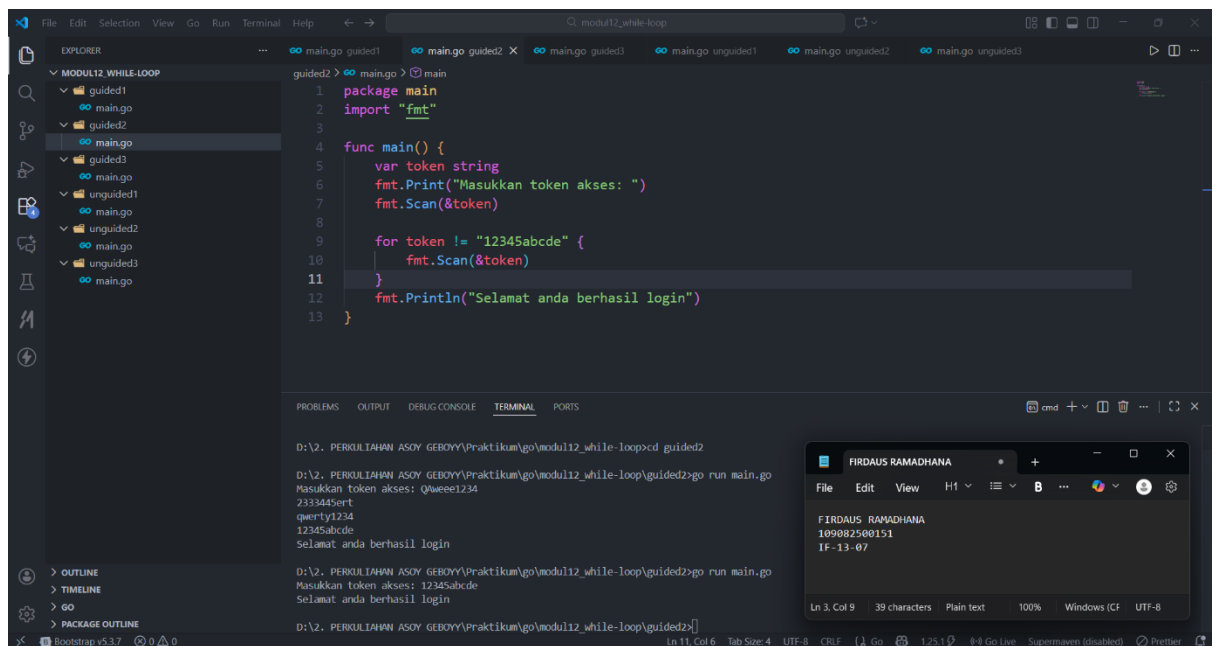 File Edit Selection View Go Run Terminal Help
modul12_while-loop
EXPLORER
MODUL12_WHILE-LOOP
guided1
main.go
guided2
main.go
guided3
main.go
unguided1
main.go
unguided2
main.go
unguided3
main.go
OUTLINE
TIMELINE
GO
PACKAGE OUTLINE
main.go guided1 main.go guided2 main.go guided3 main.go unguided1 main.go unguided2 main.go unguided3
guided2 > main.go > main
1 package main
2 import "fmt"
3
4 func main() {
5 var token string
6 fmt.Print("Masukkan token akses: ")
7 fmt.Scan(&token)
8
9 for token != "12345abcde" {
10 fmt.Scan(&token)
11 }
12 fmt.Println("Selamat anda berhasil login")
13 }
PROBLEMS OUTPUT DEBUG CONSOLE TERMINAL PORTS
cmd
D:\2. PERKULIAHAN ASOY GEBOYY\Praktikum\go\modul12_while-loop>cd guided2
D:\2. PERKULIAHAN ASOY GEBOYY\Praktikum\go\modul12_while-loop\guided2>go run main.go
Masukkan token akses: QAweee1234
2333445ert
qwerty1234
12345abcde
Selamat anda berhasil login
D:\2. PERKULIAHAN ASOY GEBOYY\Praktikum\go\modul12_while-loop\guided2>go run main.go
Masukkan token akses: 12345abcde
Selamat anda berhasil login
D:\2. PERKULIAHAN ASOY GEBOYY\Praktikum\go\modul12_while-loop\guided2>
FIRDAUS RAMADHANA
File Edit View H1 B
FIRDAUS RAMADHANA
109082500151
IF-13-07
Ln 3, Col 9 39 characters Plain text 100% Windows (CF UTF-8
Bootstrap v5.3.7 0 0 Ln 11, Col 6 Tab Size: 4 UTF-8 CRLF Go 1.25.1 Go Live Supermaven (disabled) Prettier